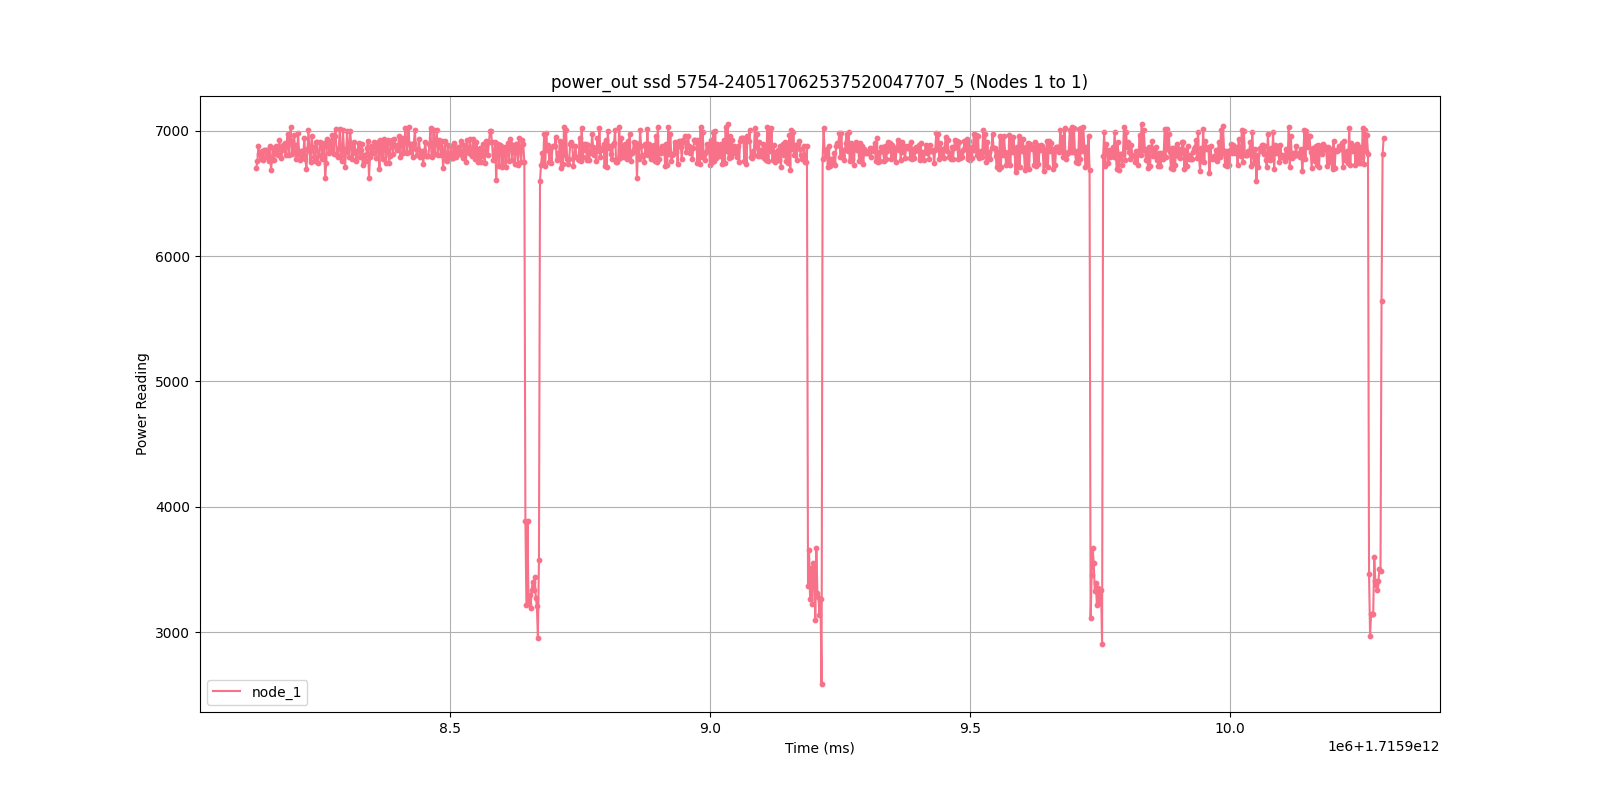 power_out ssd 5754-240517062537520047707_5 (Nodes 1 to 1)
7000
6000
5000
4000
3000
Power Reading
node_1
8.5
9.0
9.5
10.0
Time (ms)
1e6+1.7159e12